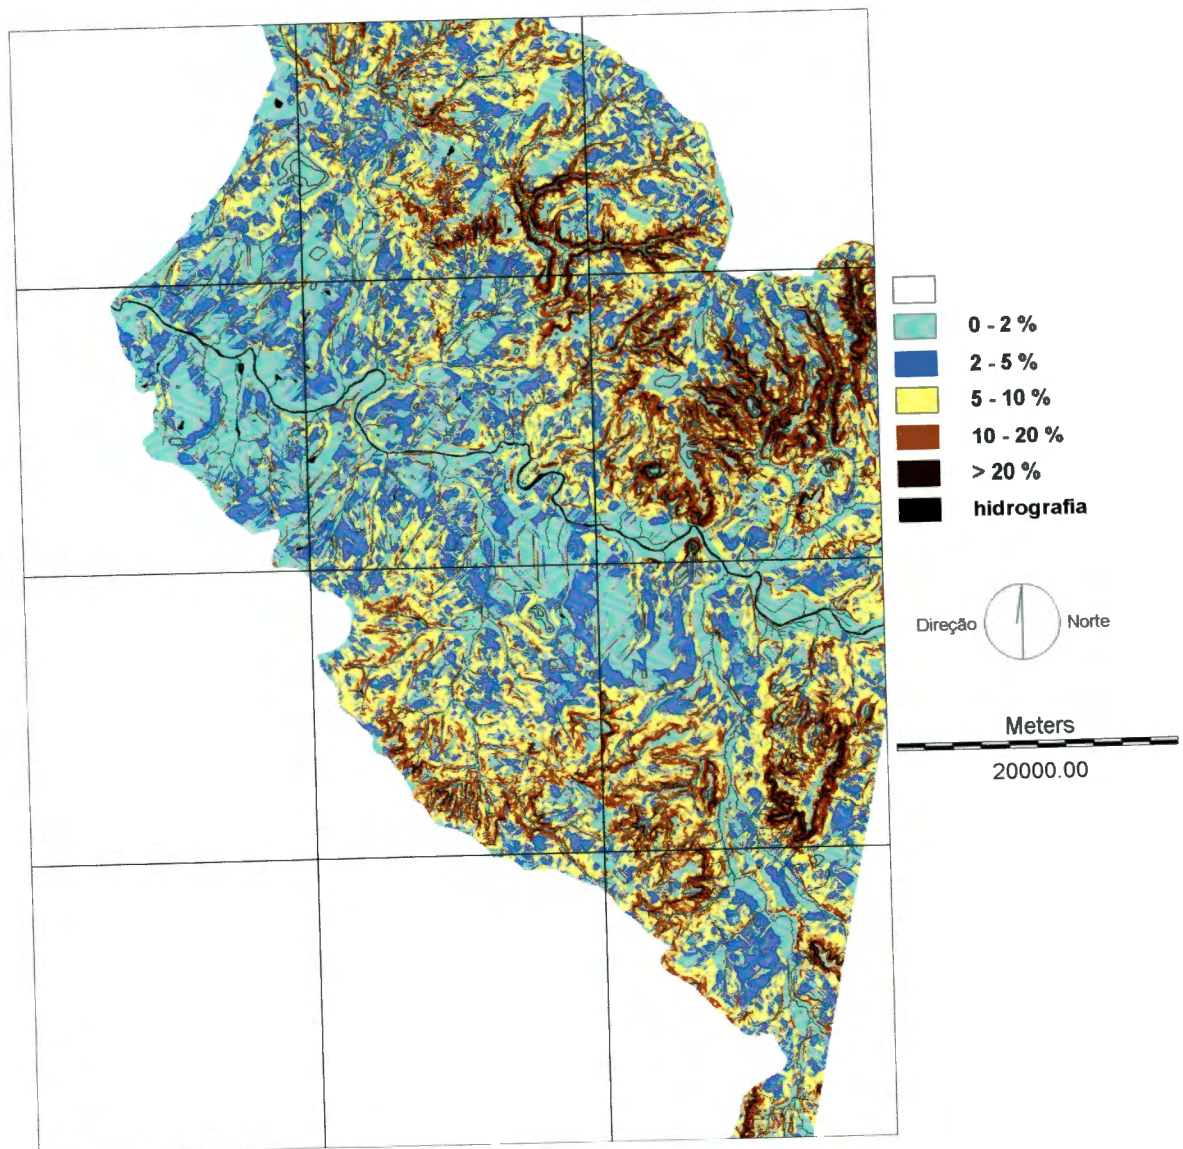 0 - 2 %
2 - 5 %
5 - 10 %
10 - 20 %
> 20 %
hidrografia
Direção Norte
Meters
20000.00